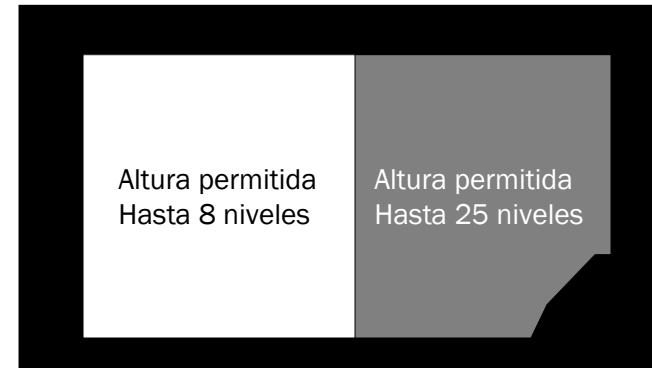 Altura permitida
Hasta 8 niveles
Altura permitida
Hasta 25 niveles